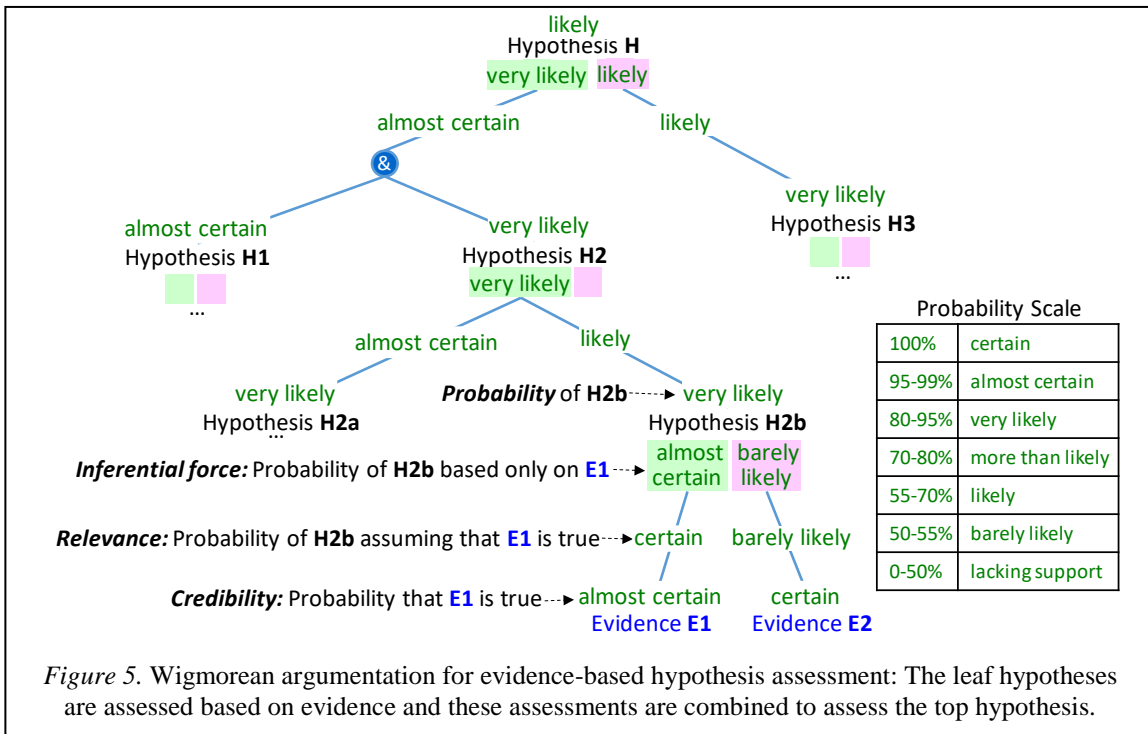 likely
Hypothesis H
very likely likely
almost certain likely
&
almost certain very likely very likely
Hypothesis H1 Hypothesis H2 Hypothesis H3
very likely
... ...
almost certain likely
very likely Probability of H2b very likely
Hypothesis H2a Hypothesis H2b
...
Inferential force: Probability of H2b based only on E1 almost certain barely likely
Relevance: Probability of H2b assuming that E1 is true certain barely likely
Credibility: Probability that E1 is true almost certain certain
Evidence E1 Evidence E2
Probability Scale
100% certain
95-99% almost certain
80-95% very likely
70-80% more than likely
55-70% likely
50-55% barely likely
0-50% lacking support
Figure 5. Wigmorean argumentation for evidence-based hypothesis assessment: The leaf hypotheses
are assessed based on evidence and these assessments are combined to assess the top hypothesis.